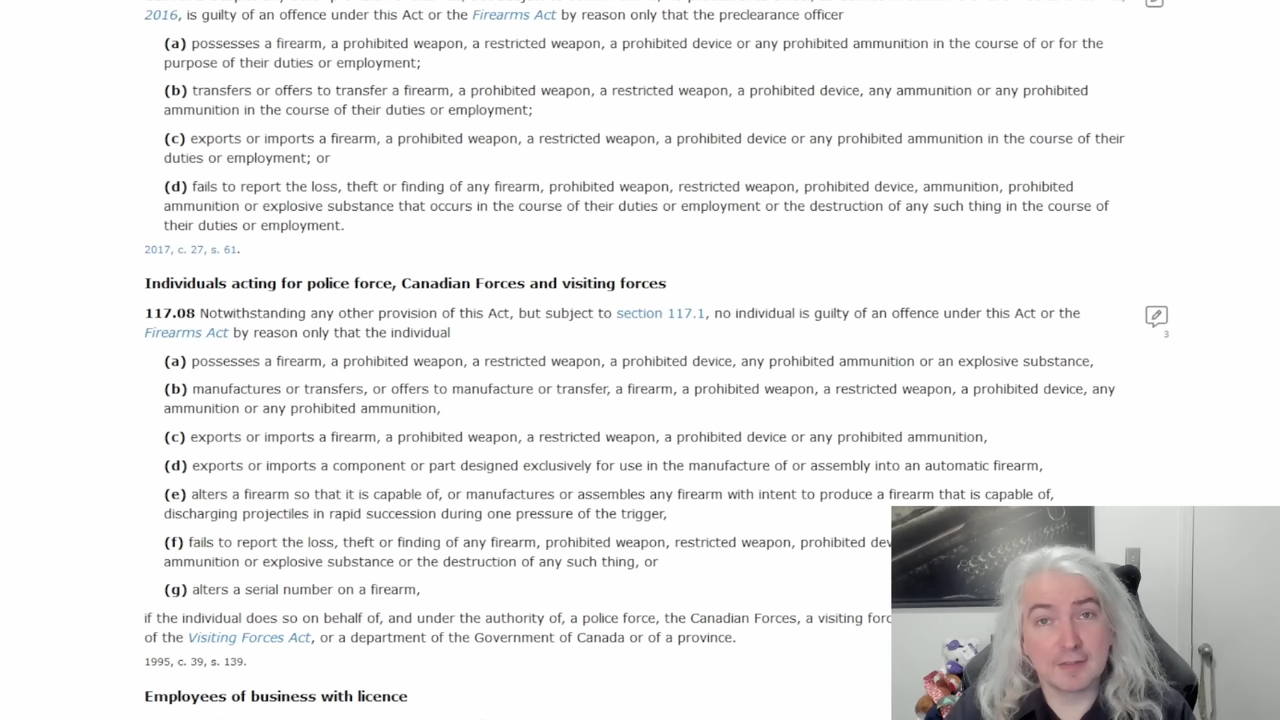 2016, is guilty of an offence under this Act or the Firearms Act by reason only that the preclearance officer
(a) possesses a firearm, a prohibited weapon, a restricted weapon, a prohibited device or any prohibited ammunition in the course of or for the
purpose of their duties or employment;
(b) transfers or offers to transfer a firearm, a prohibited weapon, a restricted weapon, a prohibited device, any ammunition or any prohibited
ammunition in the course of their duties or employment;
(c) exports or imports a firearm, a prohibited weapon, a restricted weapon, a prohibited device or any prohibited ammunition in the course of their
duties or employment; or
(d) fails to report the loss, theft or finding of any firearm, prohibited weapon, restricted weapon, prohibited device, ammunition, prohibited
ammunition or explosive substance that occurs in the course of their duties or employment or the destruction of any such thing in the course of
their duties or employment.
2017, c. 27, s. 61.
Individuals acting for police force, Canadian Forces and visiting forces
117.08 Notwithstanding any other provision of this Act, but subject to section 117.1, no individual is guilty of an offence under this Act or the
Firearms Act by reason only that the individual
3
(a) possesses a firearm, a prohibited weapon, a restricted weapon, a prohibited device, any prohibited ammunition or an explosive substance,
(b) manufactures or transfers, or offers to manufacture or transfer, a firearm, a prohibited weapon, a restricted weapon, a prohibited device, any
ammunition or any prohibited ammunition,
(c) exports or imports a firearm, a prohibited weapon, a restricted weapon, a prohibited device or any prohibited ammunition,
(d) exports or imports a component or part designed exclusively for use in the manufacture of or assembly into an automatic firearm,
(e) alters a firearm so that it is capable of, or manufactures or assembles any firearm with intent to produce a firearm that is capable of,
discharging projectiles in rapid succession during one pressure of the trigger,
(f) fails to report the loss, theft or finding of any firearm, prohibited weapon, restricted weapon, prohibited dev
ammunition or explosive substance or the destruction of any such thing, or
(g) alters a serial number on a firearm,
if the individual does so on behalf of, and under the authority of, a police force, the Canadian Forces, a visiting forc
of the Visiting Forces Act, or a department of the Government of Canada or of a province.
1995, c. 39, s. 139.
Employees of business with licence